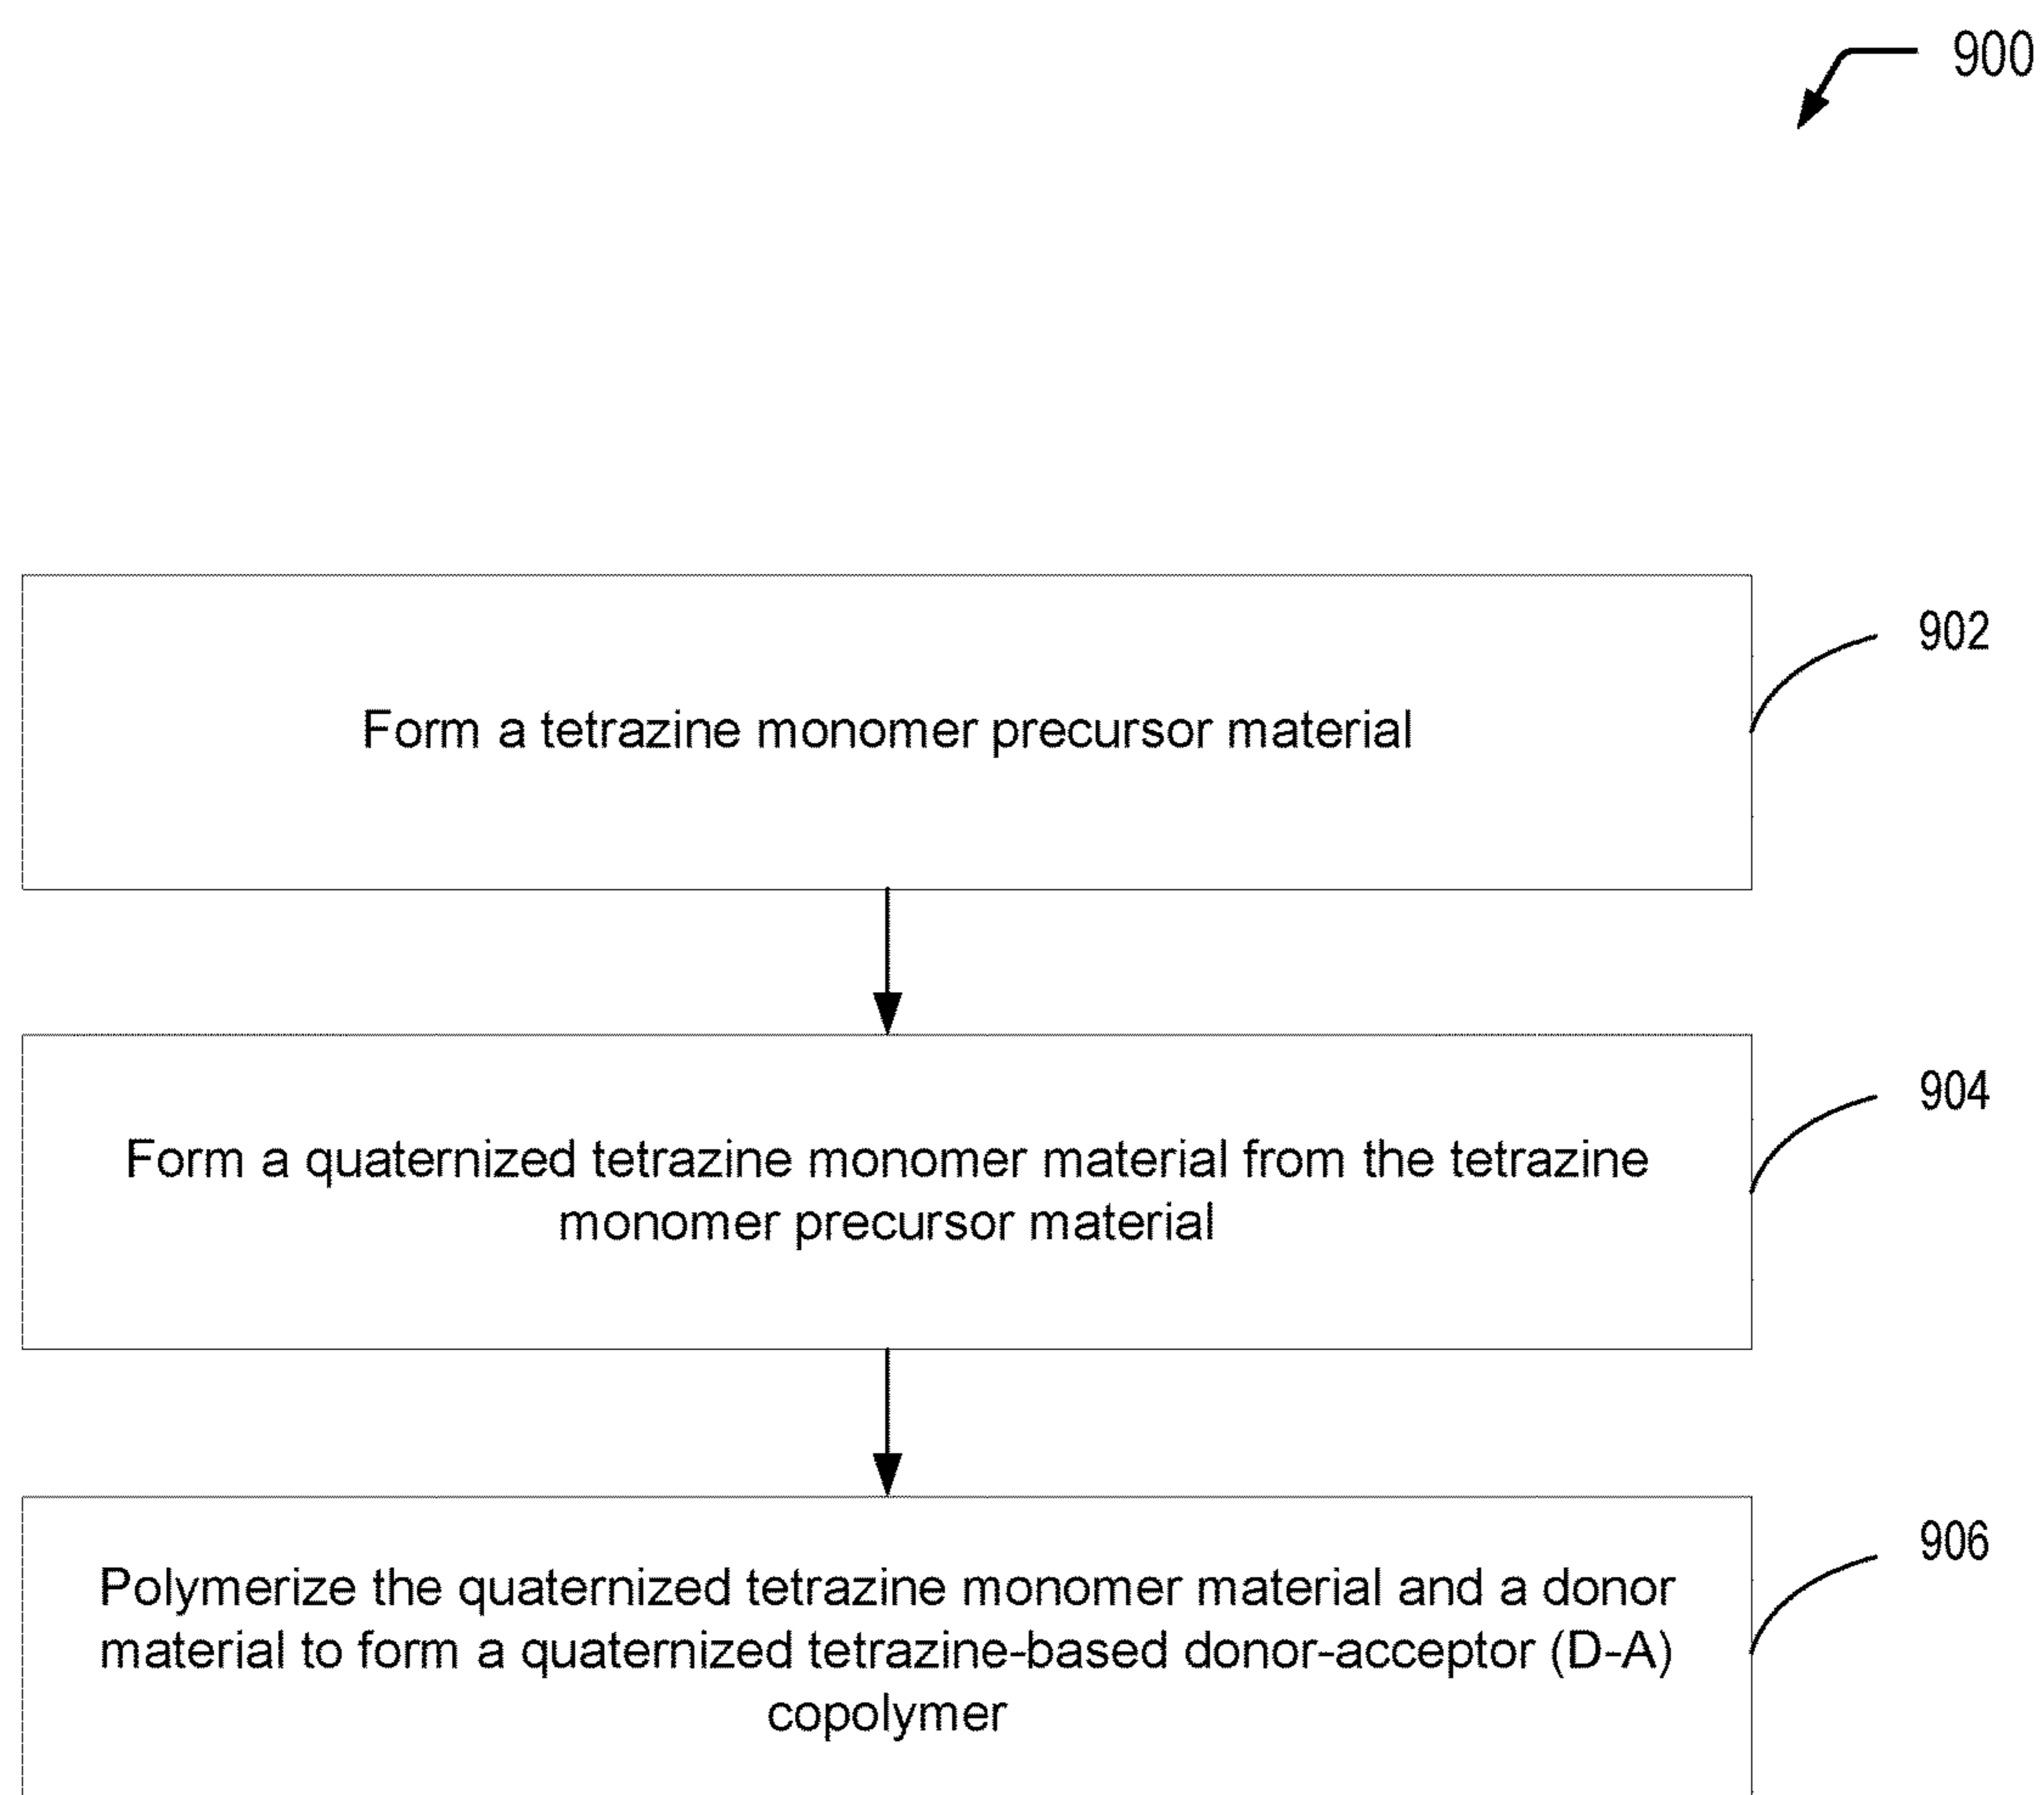 900
Form a tetrazine monomer precursor material
902
Form a quaternized tetrazine monomer material from the tetrazine
monomer precursor material
904
Polymerize the quaternized tetrazine monomer material and a donor
material to form a quaternized tetrazine-based donor-acceptor (D-A)
copolymer
906